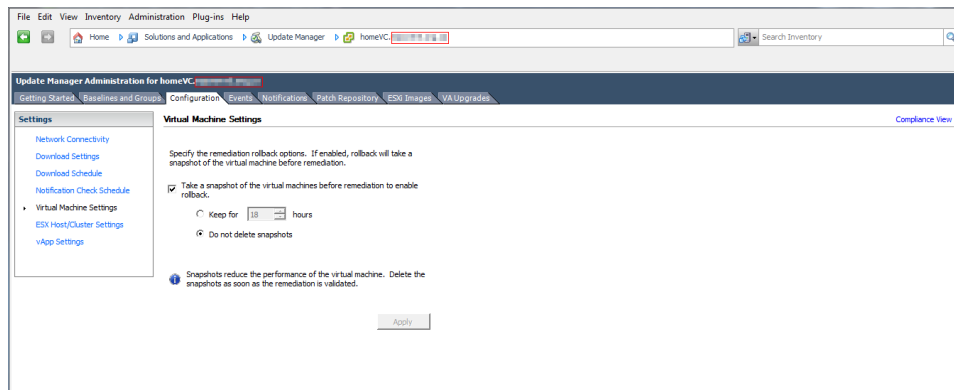 File Edit View Inventory Administration Plug-ins Help
Home Solutions and Applications Update Manager homeVC. Search Inventory
Update Manager Administration for homeVC.
Getting Started Baselines and Groups Configuration Events Notifications Patch Repository ESXi Images VA Upgrades
Settings
Network Connectivity
Download Settings
Download Schedule
Notification Check Schedule
Virtual Machine Settings
ESX Host/Cluster Settings
vApp Settings
Virtual Machine Settings
Compliance View
Specify the remediation rollback options. If enabled, rollback will take a
snapshot of the virtual machine before remediation.
Take a snapshot of the virtual machines before remediation to enable
rollback.
Keep for 18 hours
Do not delete snapshots
Snapshots reduce the performance of the virtual machine. Delete the
snapshots as soon as the remediation is validated.
Apply